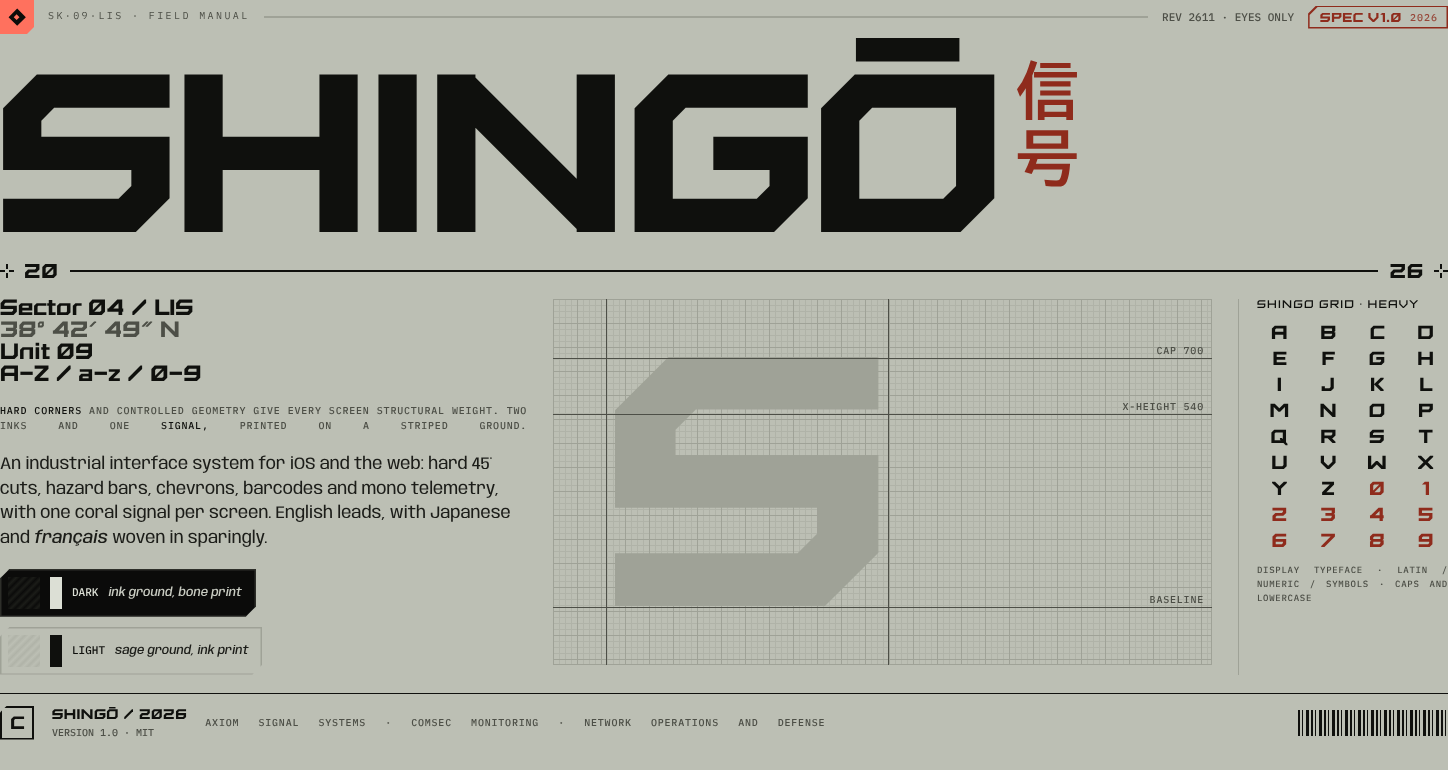 SK·09·LIS · FIELD MANUAL
REV 2611 · EYES ONLY
SPEC V1.0 2026
SHINGŌ
信号
20
26
Sector 04 / LIS
38° 42′ 49″ N
Unit 09
A–Z / a–z / 0–9
HARD CORNERS AND CONTROLLED GEOMETRY GIVE EVERY SCREEN STRUCTURAL WEIGHT. TWO
INKS AND ONE SIGNAL, PRINTED ON A STRIPED GROUND.
An industrial interface system for iOS and the web: hard 45°
cuts, hazard bars, chevrons, barcodes and mono telemetry,
with one coral signal per screen. English leads, with Japanese
and français woven in sparingly.
DARK ink ground, bone print
LIGHT sage ground, ink print
S
CAP 700
X-HEIGHT 540
BASELINE
SHINGO GRID · HEAVY
A B C D
E F G H
I J K L
M N O P
Q R S T
U V W X
Y Z 0 1
2 3 4 5
6 7 8 9
DISPLAY TYPEFACE · LATIN /
NUMERIC / SYMBOLS · CAPS AND
LOWERCASE
C
SHINGŌ / 2026
VERSION 1.0 · MIT
AXIOM SIGNAL SYSTEMS · COMSEC MONITORING · NETWORK OPERATIONS AND DEFENSE